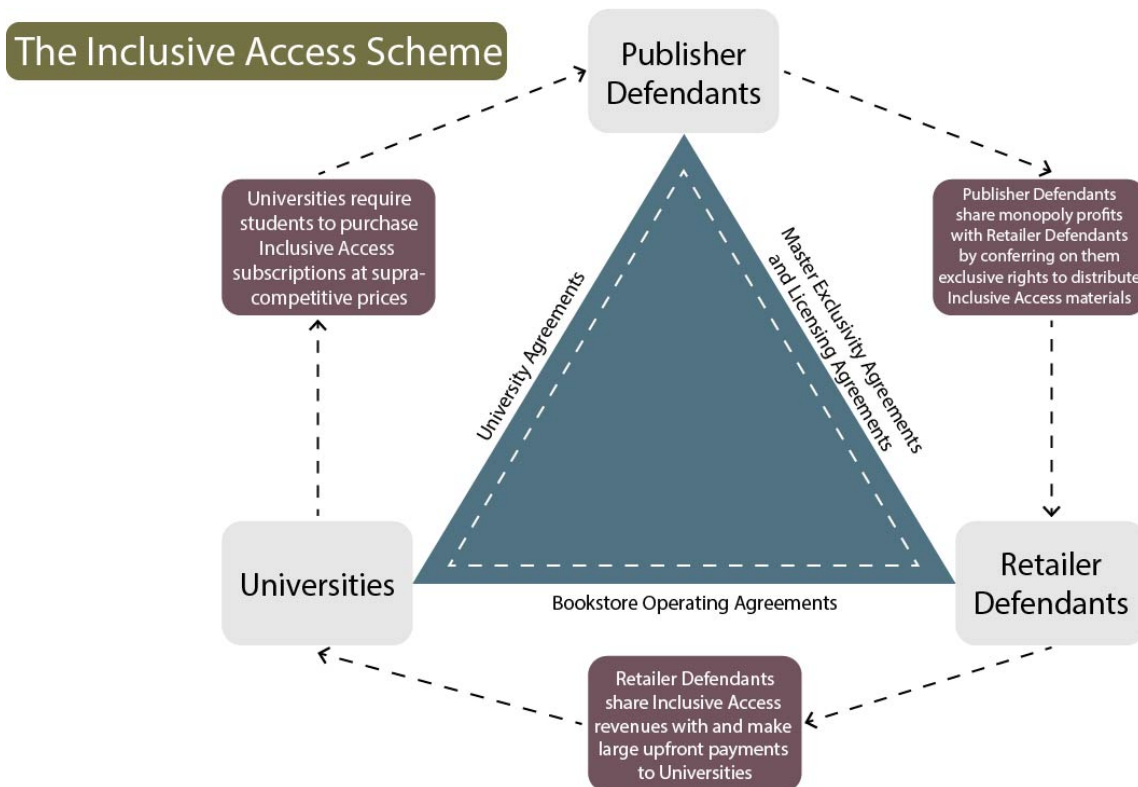 The Inclusive Access Scheme
Publisher
Defendants
Universities require
students to purchase
Inclusive Access
subscriptions at supra-
competitive prices
Publisher Defendants
share monopoly profits
with Retailer Defendants
by conferring on them
exclusive rights to distribute
Inclusive Access materials
University Agreements
Master Exclusivity Agreements
and Licensing Agreements
Universities
Retailer
Defendants
Bookstore Operating Agreements
Retailer Defendants
share Inclusive Access
revenues with and make
large upfront payments
to Universities